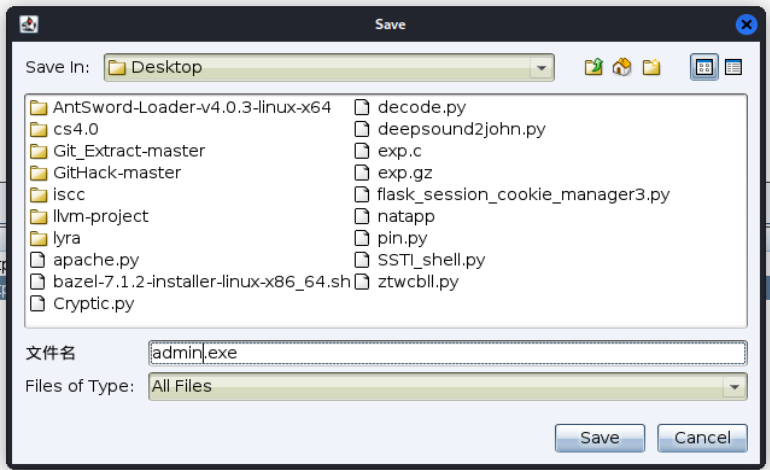 Save
Save In: Desktop
AntSword-Loader-v4.0.3-linux-x64
cs4.0
Git_Extract-master
GitHack-master
iscc
llvm-project
lyra
apache.py
bazel-7.1.2-installer-linux-x86_64.sh
Cryptic.py
decode.py
deepsound2john.py
exp.c
exp.gz
flask_session_cookie_manager3.py
natapp
pin.py
SSTI_shell.py
ztwcbll.py
文件名 admin.exe
Files of Type: All Files
Save Cancel